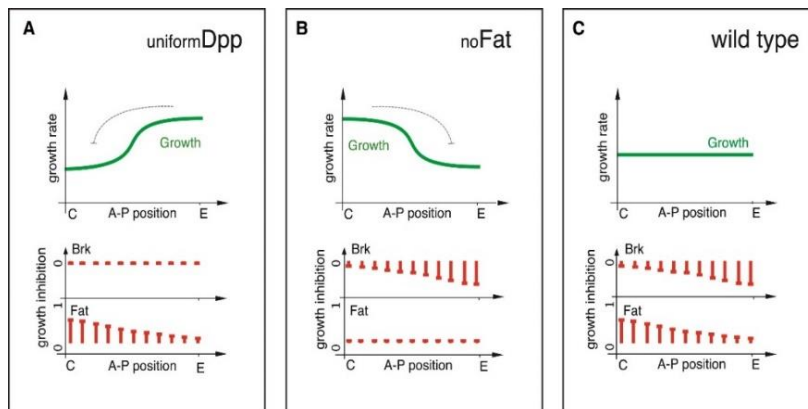 A
uniformDpp
growth rate
Growth
C A-P position E
growth inhibition
0
Brk
1
Fat
0
C A-P position E
B
noFat
growth rate
Growth
C A-P position E
growth inhibition
0
Brk
1
Fat
0
C A-P position E
C
wild type
growth rate
Growth
C A-P position E
growth inhibition
0
Brk
1
Fat
0
C A-P position E